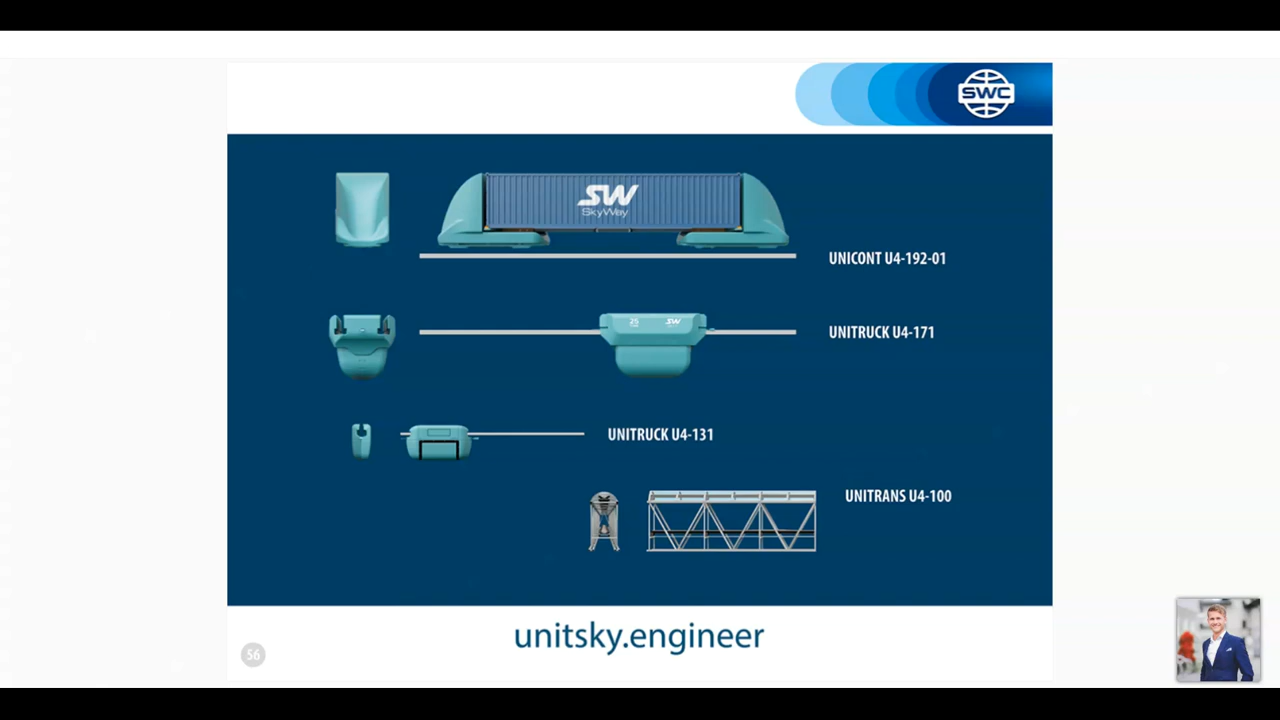 SWC
SW
SkyWay
UNICONT U4-192-01
25
SW
UNITRUCK U4-171
UNITRUCK U4-131
UNITRANS U4-100
unitsky.engineer
56